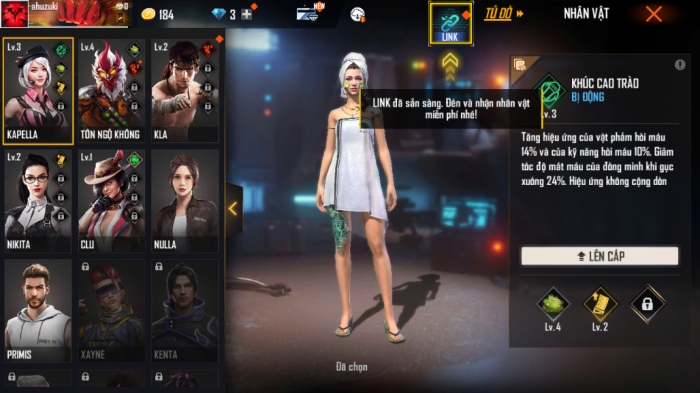 -ahuzuki
0
184
3
NEW
LINK
TỰ ĐỘ
NHÂN VẬT
Lv.3
KAPELLA
Lv.4
TÔN NGỘ KHÔNG
Lv.2
KLA
Lv.2
NIKITA
Lv.1
CLU
NULLA
PRIMIS
XAYNE
KENTA
LINK đã sẵn sàng. Đến và nhận nhân vật
miễn phí nhé!
Đã chọn
KHÚC CAO TRÀO
BỊ ĐỘNG
Lv.3
Tăng hiệu ứng của vật phẩm hồi máu
14% và của kỹ năng hồi máu 10%. Giảm
tốc độ mất máu của đồng minh khi gục
xuống 24%. Hiệu ứng không cộng dồn
LÊN CẤP
Lv.4
Lv.2